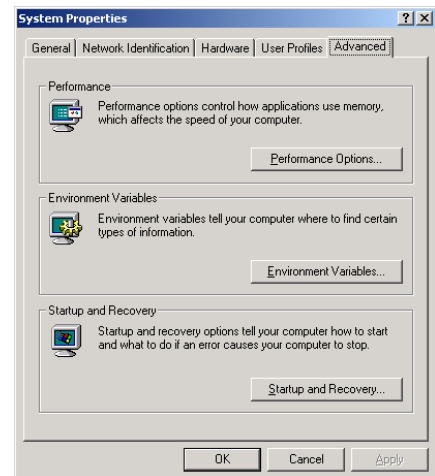 System Properties
General Network Identification Hardware User Profiles Advanced
Performance
Performance options control how applications use memory,
which affects the speed of your computer.
Performance Options...
Environment Variables
Environment variables tell your computer where to find certain
types of information.
Environment Variables...
Startup and Recovery
Startup and recovery options tell your computer how to start
and what to do if an error causes your computer to stop.
Startup and Recovery...
OK Cancel Apply